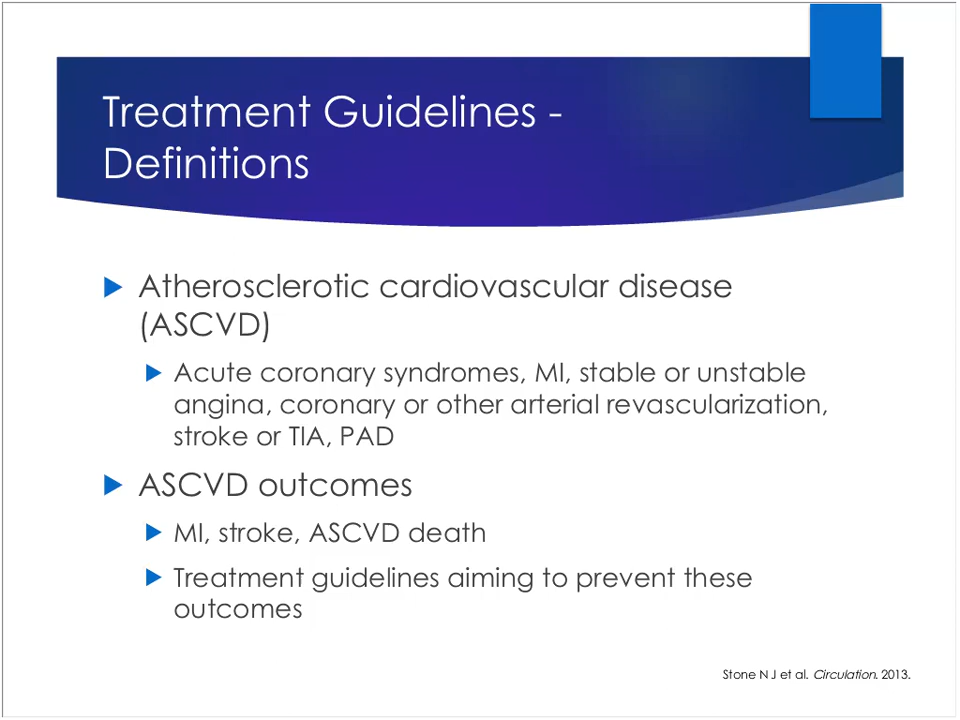 Treatment Guidelines -
Definitions
Atherosclerotic cardiovascular disease
(ASCVD)
Acute coronary syndromes, MI, stable or unstable
angina, coronary or other arterial revascularization,
stroke or TIA, PAD
ASCVD outcomes
MI, stroke, ASCVD death
Treatment guidelines aiming to prevent these
outcomes
Stone N J et al. Circulation. 2013.